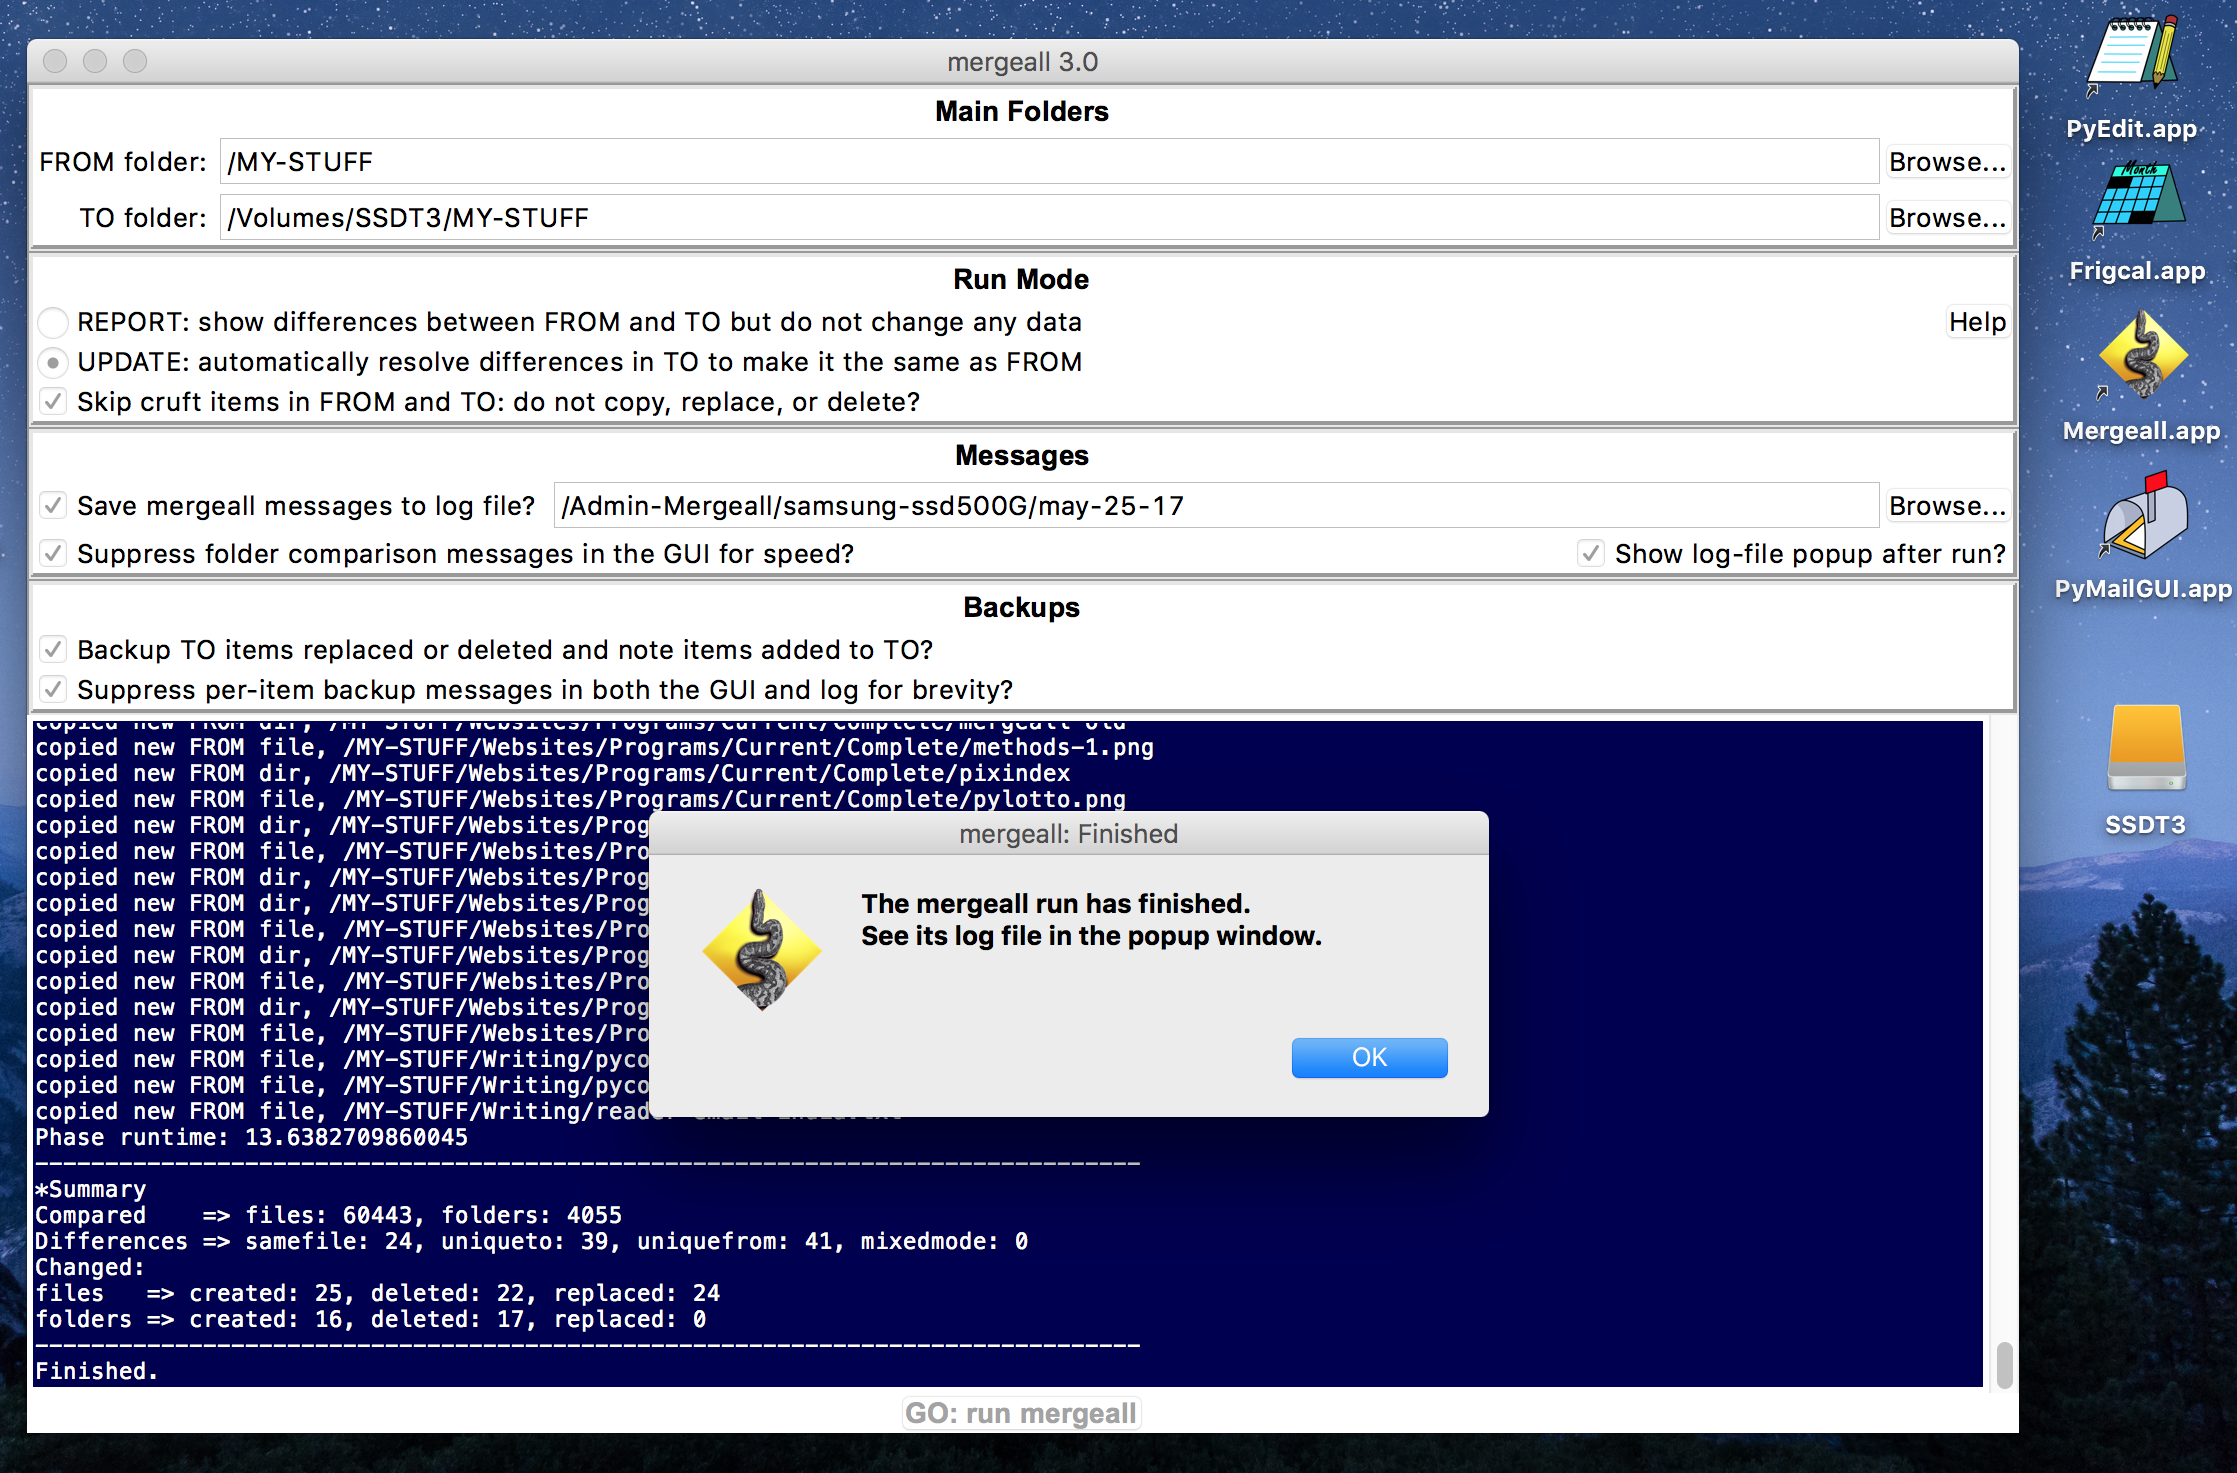 mergeall 3.0
Main Folders
FROM folder: /MY-STUFF Browse...
TO folder: /Volumes/SSDT3/MY-STUFF Browse...
Run Mode
REPORT: show differences between FROM and TO but do not change any data Help
UPDATE: automatically resolve differences in TO to make it the same as FROM
Skip cruft items in FROM and TO: do not copy, replace, or delete?
Messages
Save mergeall messages to log file? /Admin-Mergeall/samsung-ssd500G/may-25-17 Browse...
Suppress folder comparison messages in the GUI for speed? Show log-file popup after run?
Backups
Backup TO items replaced or deleted and note items added to TO?
Suppress per-item backup messages in both the GUI and log for brevity?
copied new FROM dir, /MY-STUFF/Websites/Programs/Current/Complete/mergeall-old
copied new FROM file, /MY-STUFF/Websites/Programs/Current/Complete/methods-1.png
copied new FROM dir, /MY-STUFF/Websites/Programs/Current/Complete/pixindex
copied new FROM file, /MY-STUFF/Websites/Programs/Current/Complete/pylotto.png
copied new FROM dir, /MY-STUFF/Websites/Prog
copied new FROM file, /MY-STUFF/Websites/Pro
copied new FROM dir, /MY-STUFF/Websites/Prog
copied new FROM dir, /MY-STUFF/Websites/Prog
copied new FROM file, /MY-STUFF/Websites/Pro
copied new FROM dir, /MY-STUFF/Websites/Prog
copied new FROM file, /MY-STUFF/Websites/Pro
copied new FROM dir, /MY-STUFF/Websites/Prog
copied new FROM file, /MY-STUFF/Websites/Pro
copied new FROM file, /MY-STUFF/Writing/pyco
copied new FROM file, /MY-STUFF/Writing/pyco
copied new FROM file, /MY-STUFF/Writing/reade
Phase runtime: 13.6382709860045
*Summary
Compared => files: 60443, folders: 4055
Differences => samefile: 24, uniqueto: 39, uniquefrom: 41, mixedmode: 0
Changed:
files => created: 25, deleted: 22, replaced: 24
folders => created: 16, deleted: 17, replaced: 0
Finished.
GO: run mergeall
mergeall: Finished
The mergeall run has finished.
See its log file in the popup window.
OK
PyEdit.app
Month
Frigcal.app
Mergeall.app
PyMailGUI.app
SSDT3